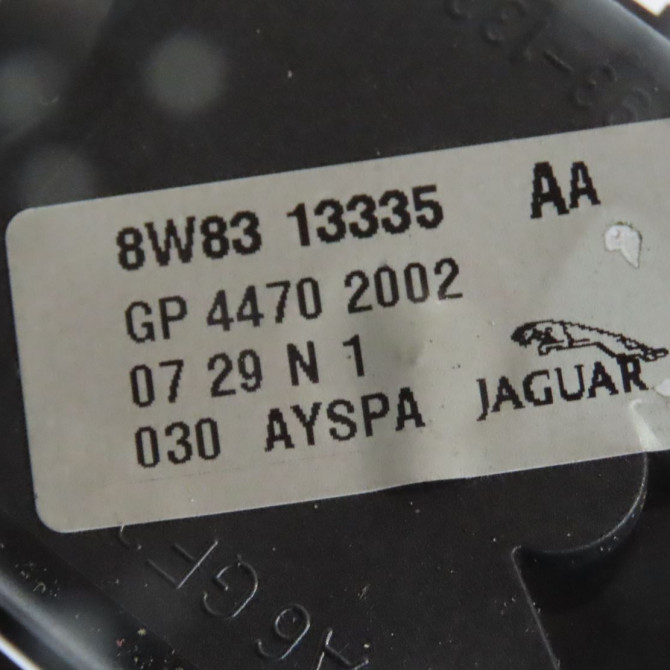 8W83 13335 AA
GP 4470 2002
07 29 N 1
030 AYSPA
JAGUAR